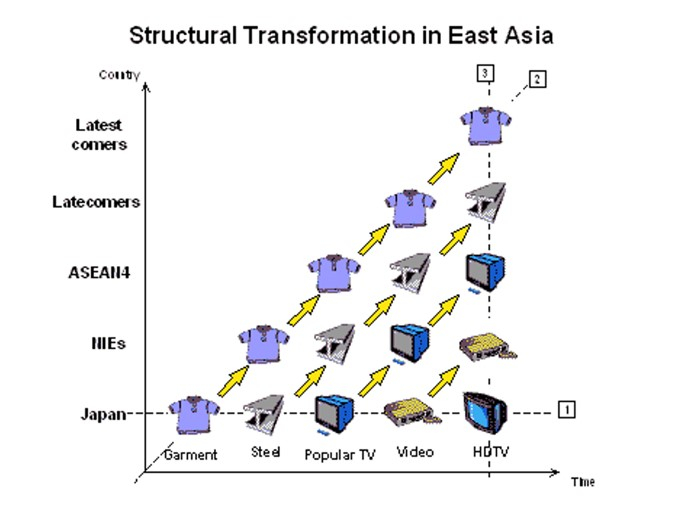 Structural Transformation in East Asia
Country
3
2
Latest
comers
Latecomers
ASEAN4
NIEs
Japan
1
Garment
Steel
Popular TV
Video
HDTV
Time